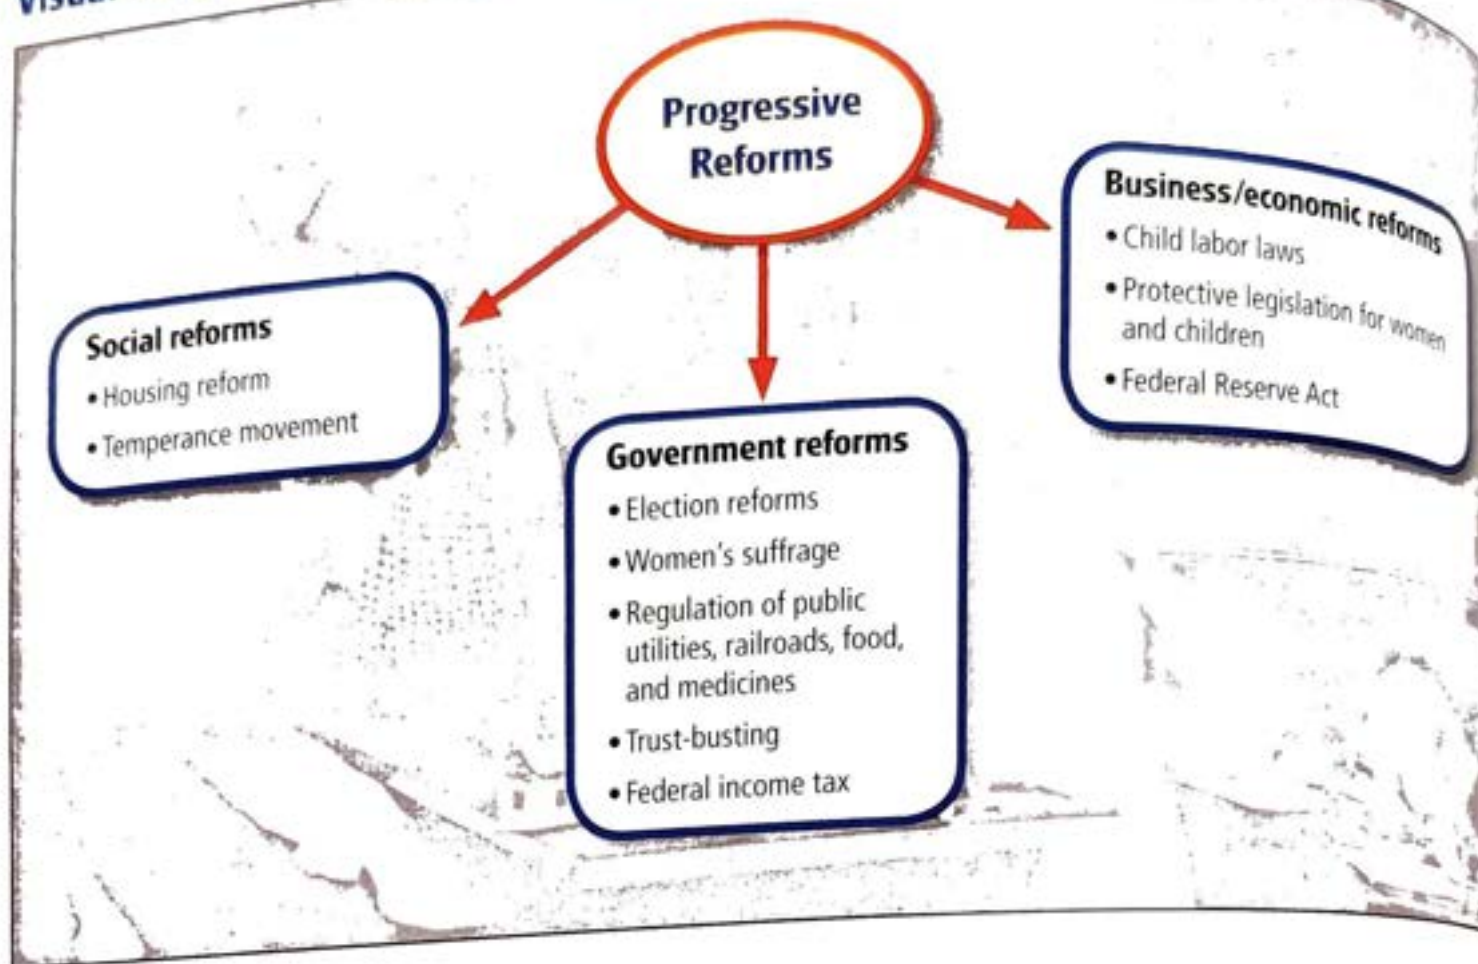 Progressive
Reforms
Social reforms
• Housing reform
• Temperance movement
Government reforms
• Election reforms
• Women's suffrage
• Regulation of public
utilities, railroads, food,
and medicines
• Trust-busting
• Federal income tax
Business/economic reforms
• Child labor laws
• Protective legislation for women
and children
• Federal Reserve Act